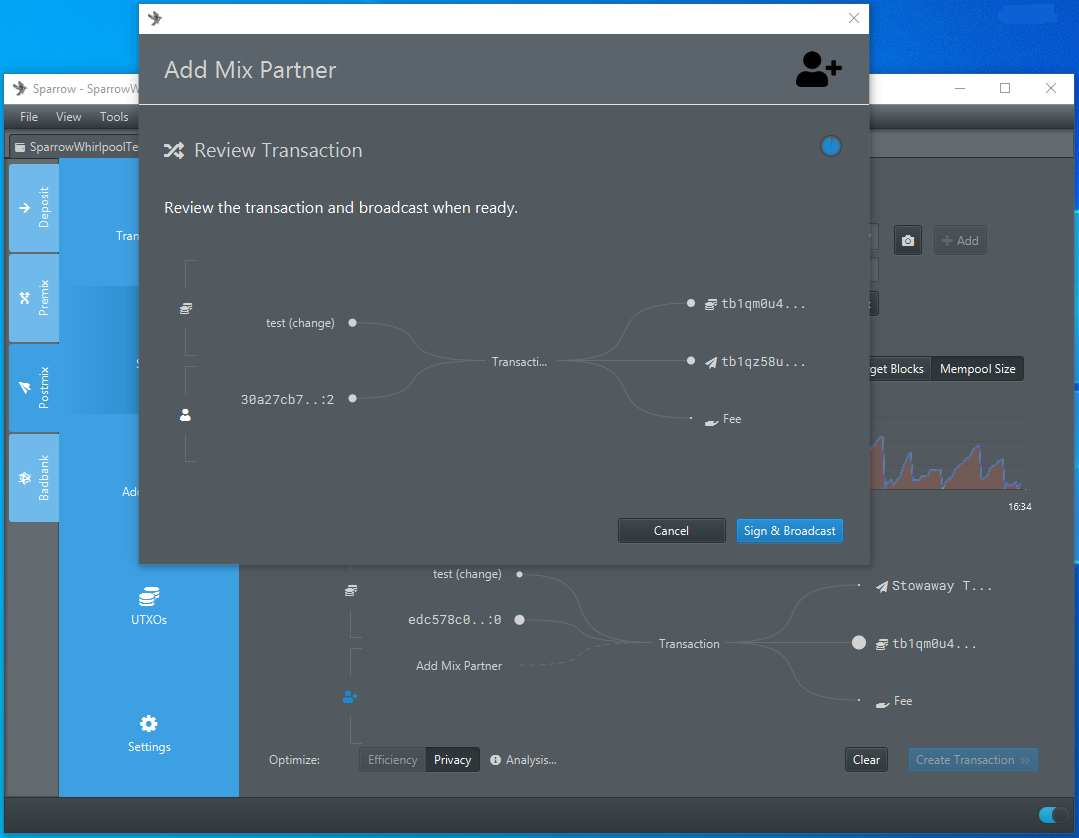 Add Mix Partner
Sparrow - SparrowW
File View Tools
SparrowWhirlpoolTe
Review Transaction
Review the transaction and broadcast when ready.
Deposit
Premix
Postmix
Badbank
Tran
S
Add
UTXOs
Settings
Add
get Blocks
Mempool Size
16:34
test (change)
30a27cb7..:2
Transacti...
tb1qm0u4...
tb1qz58u...
Fee
Cancel
Sign & Broadcast
test (change)
edc578c0..:0
Add Mix Partner
Transaction
Stowaway T...
tb1qm0u4...
Fee
Optimize:
Efficiency
Privacy
Analysis...
Clear
Create Transaction »